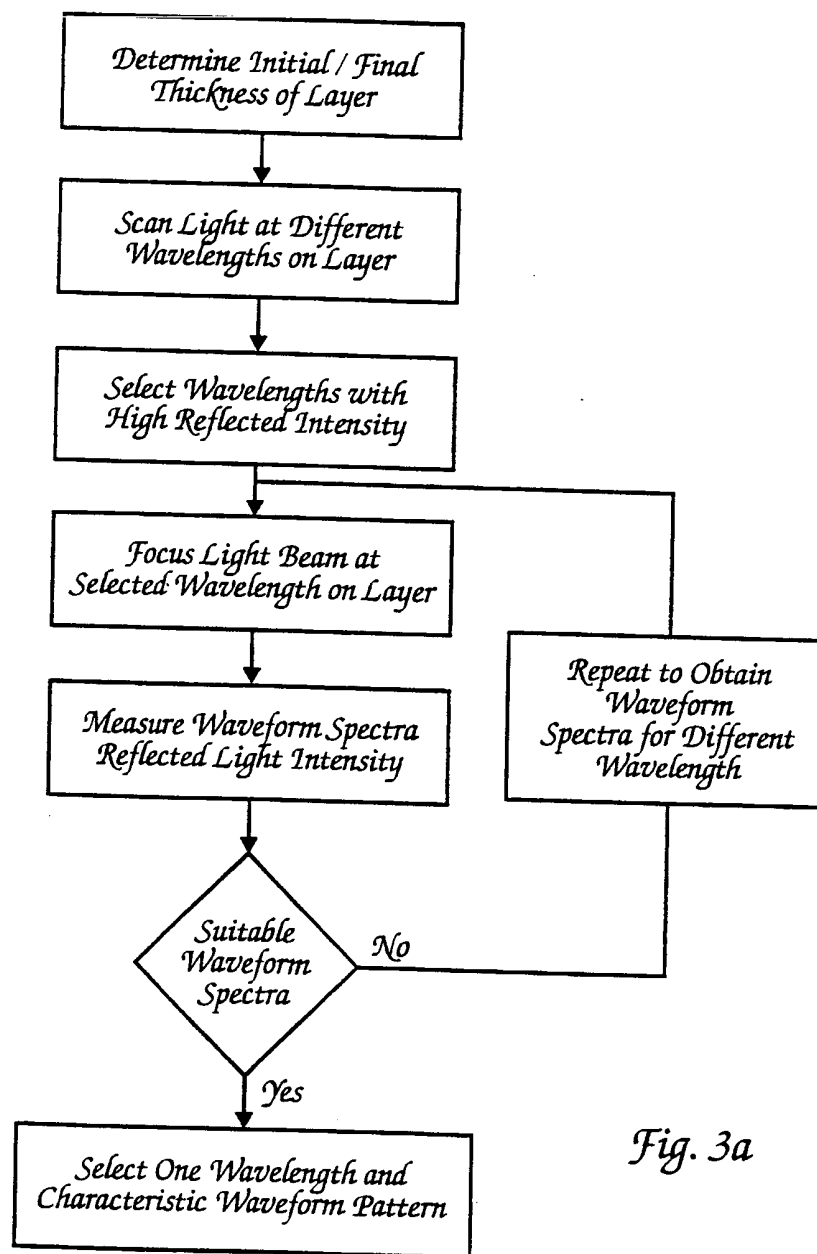 Determine Initial / Final
Thickness of Layer
Scan Light at Different
Wavelengths on Layer
Select Wavelengths with
High Reflected Intensity
Focus Light Beam at
Selected Wavelength on Layer
Measure Waveform Spectra
Reflected Light Intensity
Repeat to Obtain
Waveform
Spectra for Different
Wavelength
Suitable
Waveform
Spectra
No
Yes
Select One Wavelength and
Characteristic Waveform Pattern
Fig. 3a